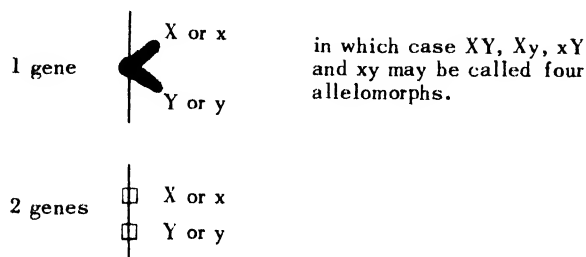 X or x
1 gene
Y or y
in which case XY, Xy, xY
and xy may be called four
allelomorphs.
X or x
2 genes
Y or y